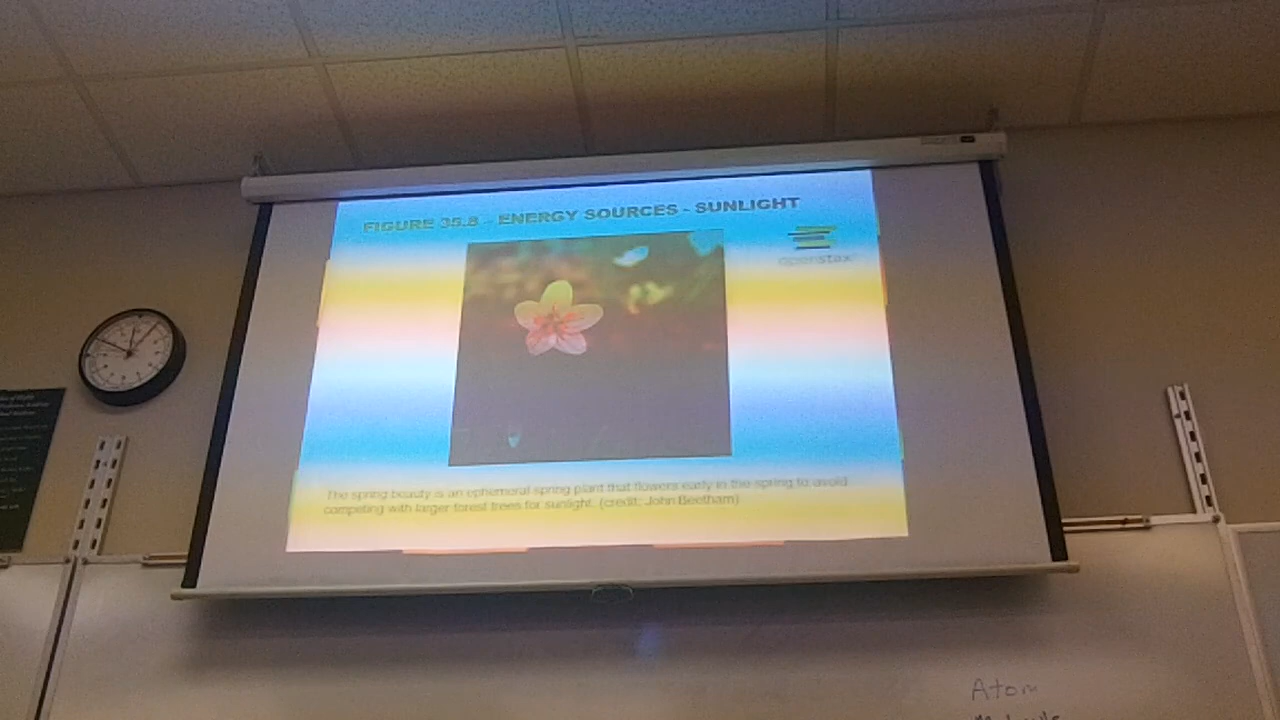 FIGURE 35.8 - ENERGY SOURCES - SUNLIGHT
openstax
The spring beauty is an ephemeral spring plant that flowers early in the spring to avoid
competing with larger forest trees for sunlight. (credit: John Beetham)
Atom